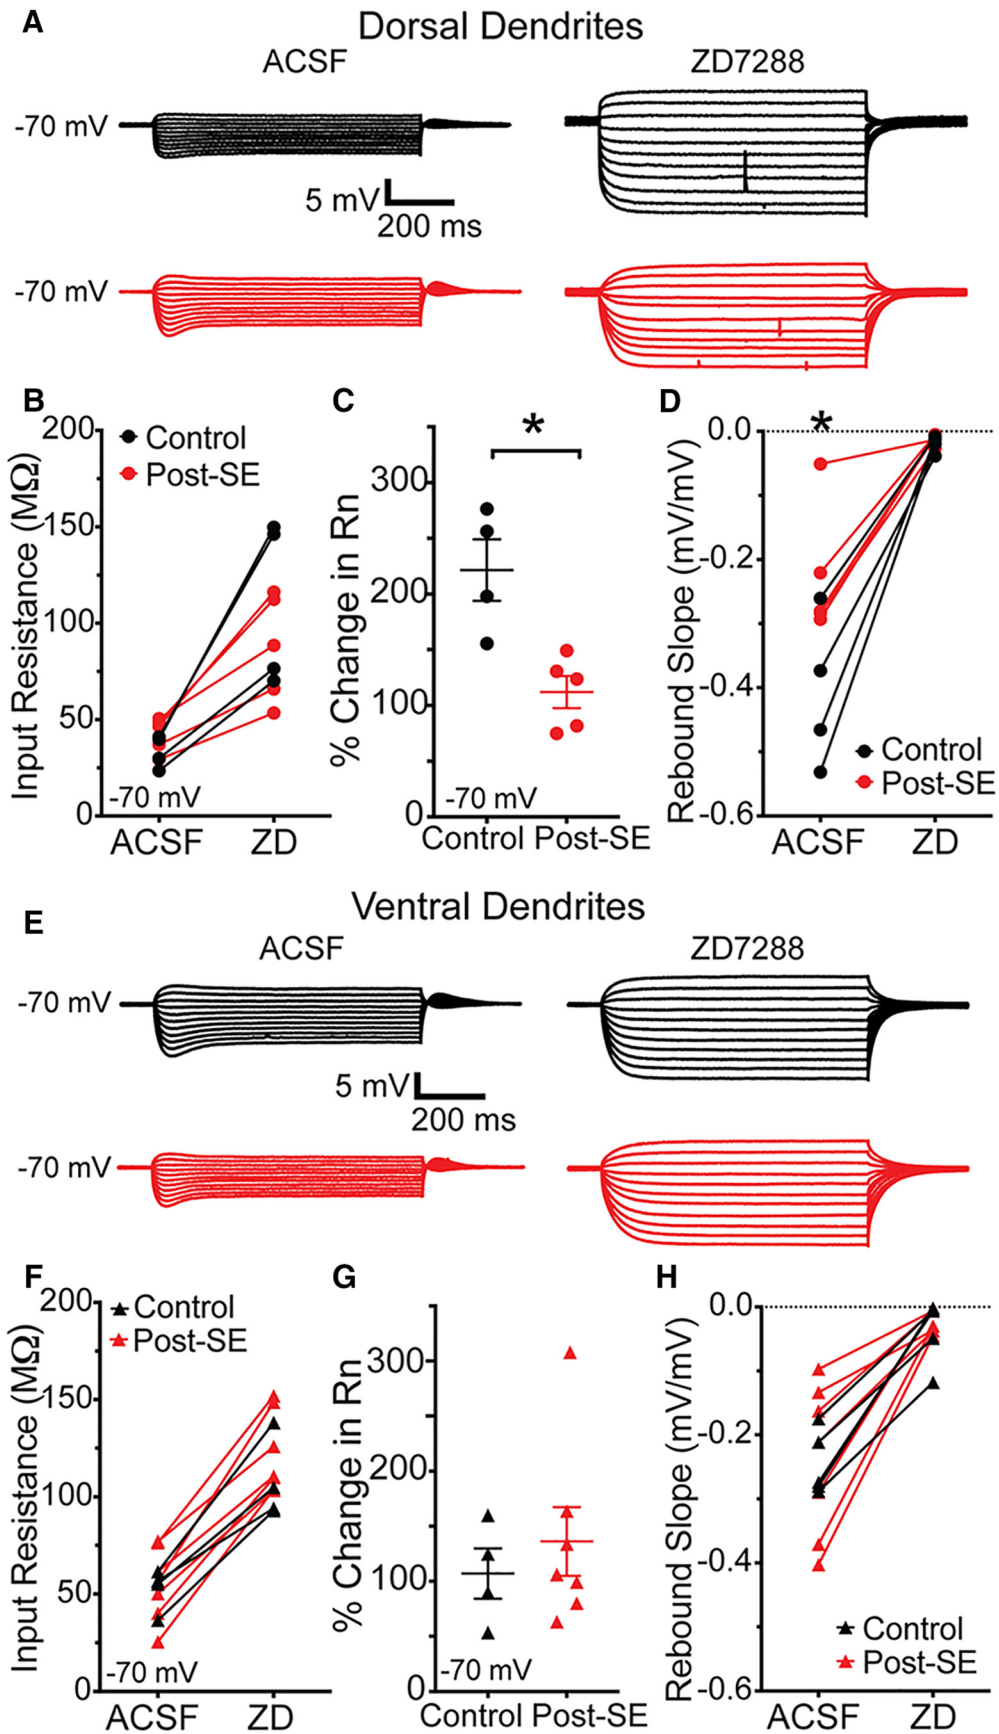 A
Dorsal Dendrites
ACSF
ZD7288
-70 mV
5 mV
200 ms
-70 mV
B
200
150
100
50
0
Input Resistance (MΩ)
Control
Post-SE
-70 mV
ACSF
ZD
C
*
300
200
100
0
% Change in Rn
-70 mV
Control
Post-SE
D
*
0.0
-0.2
-0.4
-0.6
Rebound Slope (mV/mV)
Control
Post-SE
ACSF
ZD
E
Ventral Dendrites
ACSF
ZD7288
-70 mV
5 mV
200 ms
-70 mV
F
200
150
100
50
0
Input Resistance (MΩ)
Control
Post-SE
-70 mV
ACSF
ZD
G
300
200
100
0
% Change in Rn
-70 mV
Control
Post-SE
H
0.0
-0.2
-0.4
-0.6
Rebound Slope (mV/mV)
Control
Post-SE
ACSF
ZD